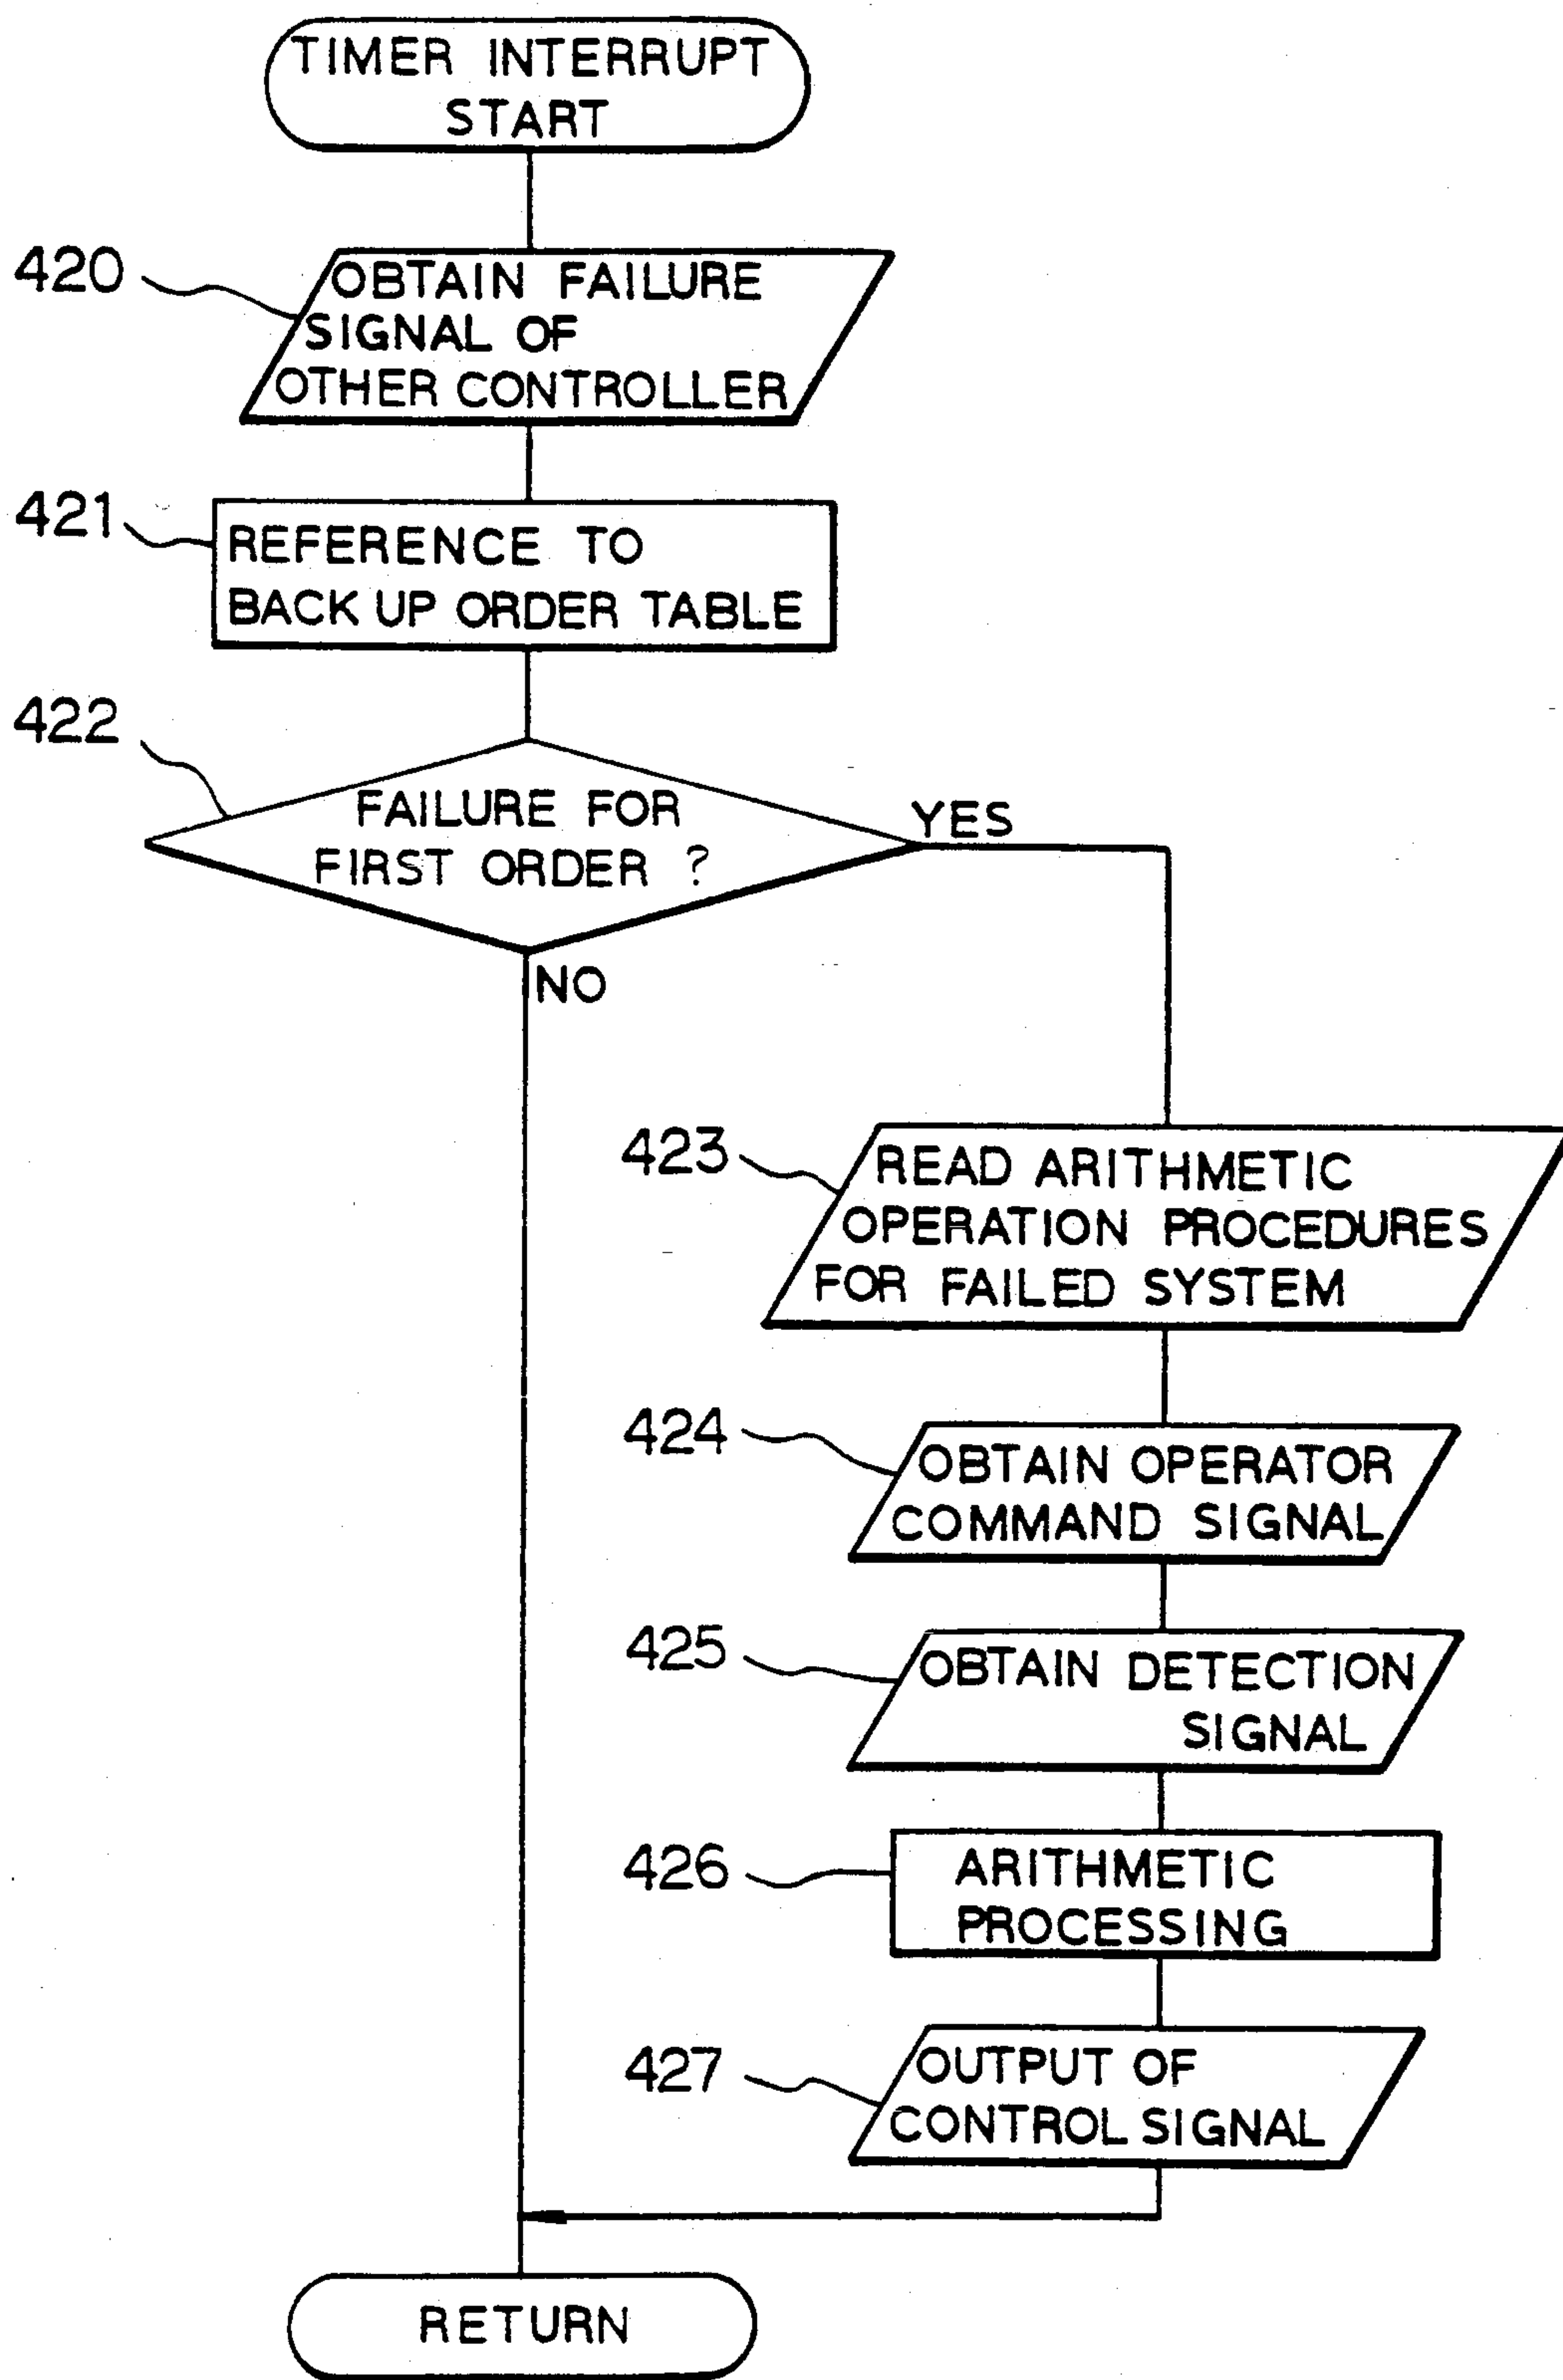 TIMER INTERRUPT
START
420
OBTAIN FAILURE
SIGNAL OF
OTHER CONTROLLER
421
REFERENCE TO
BACK UP ORDER TABLE
422
FAILURE FOR
FIRST ORDER ?
YES
NO
423
READ ARITHMETIC
OPERATION PROCEDURES
FOR FAILED SYSTEM
424
OBTAIN OPERATOR
COMMAND SIGNAL
425
OBTAIN DETECTION
SIGNAL
426
ARITHMETIC
PROCESSING
427
OUTPUT OF
CONTROL SIGNAL
RETURN